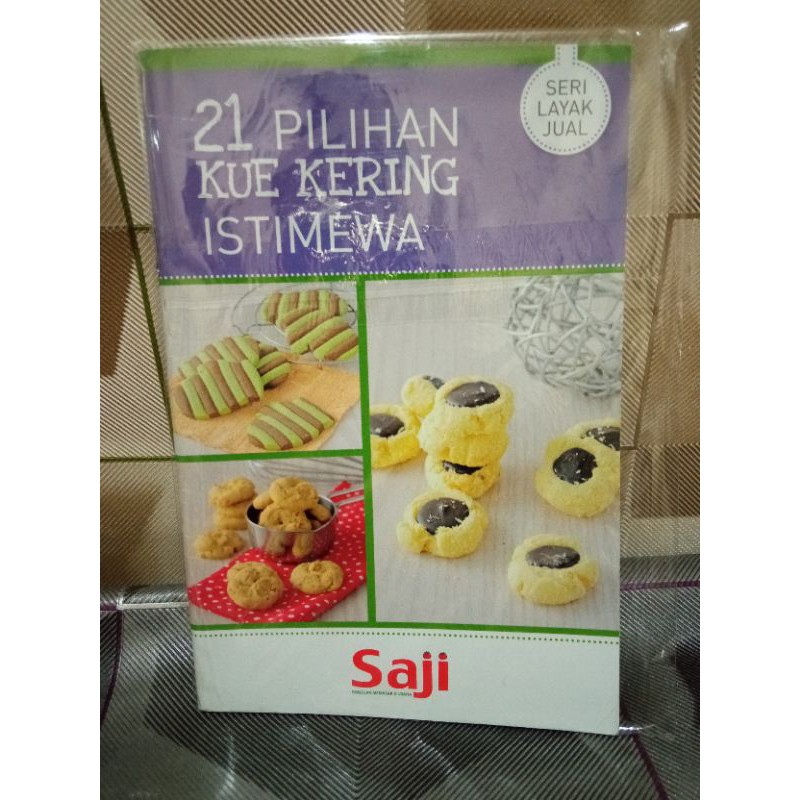 SERI
LAYAK
JUAL
21 PILIHAN
KUE KERING
ISTIMEWA
Saji